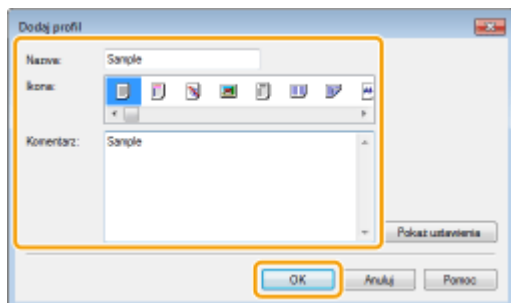 Dodaj profil
Nazwa: Sample
Ikona:
Komentarz: Sample
Pokaż ustawienia
OK Anuluj Pomoc